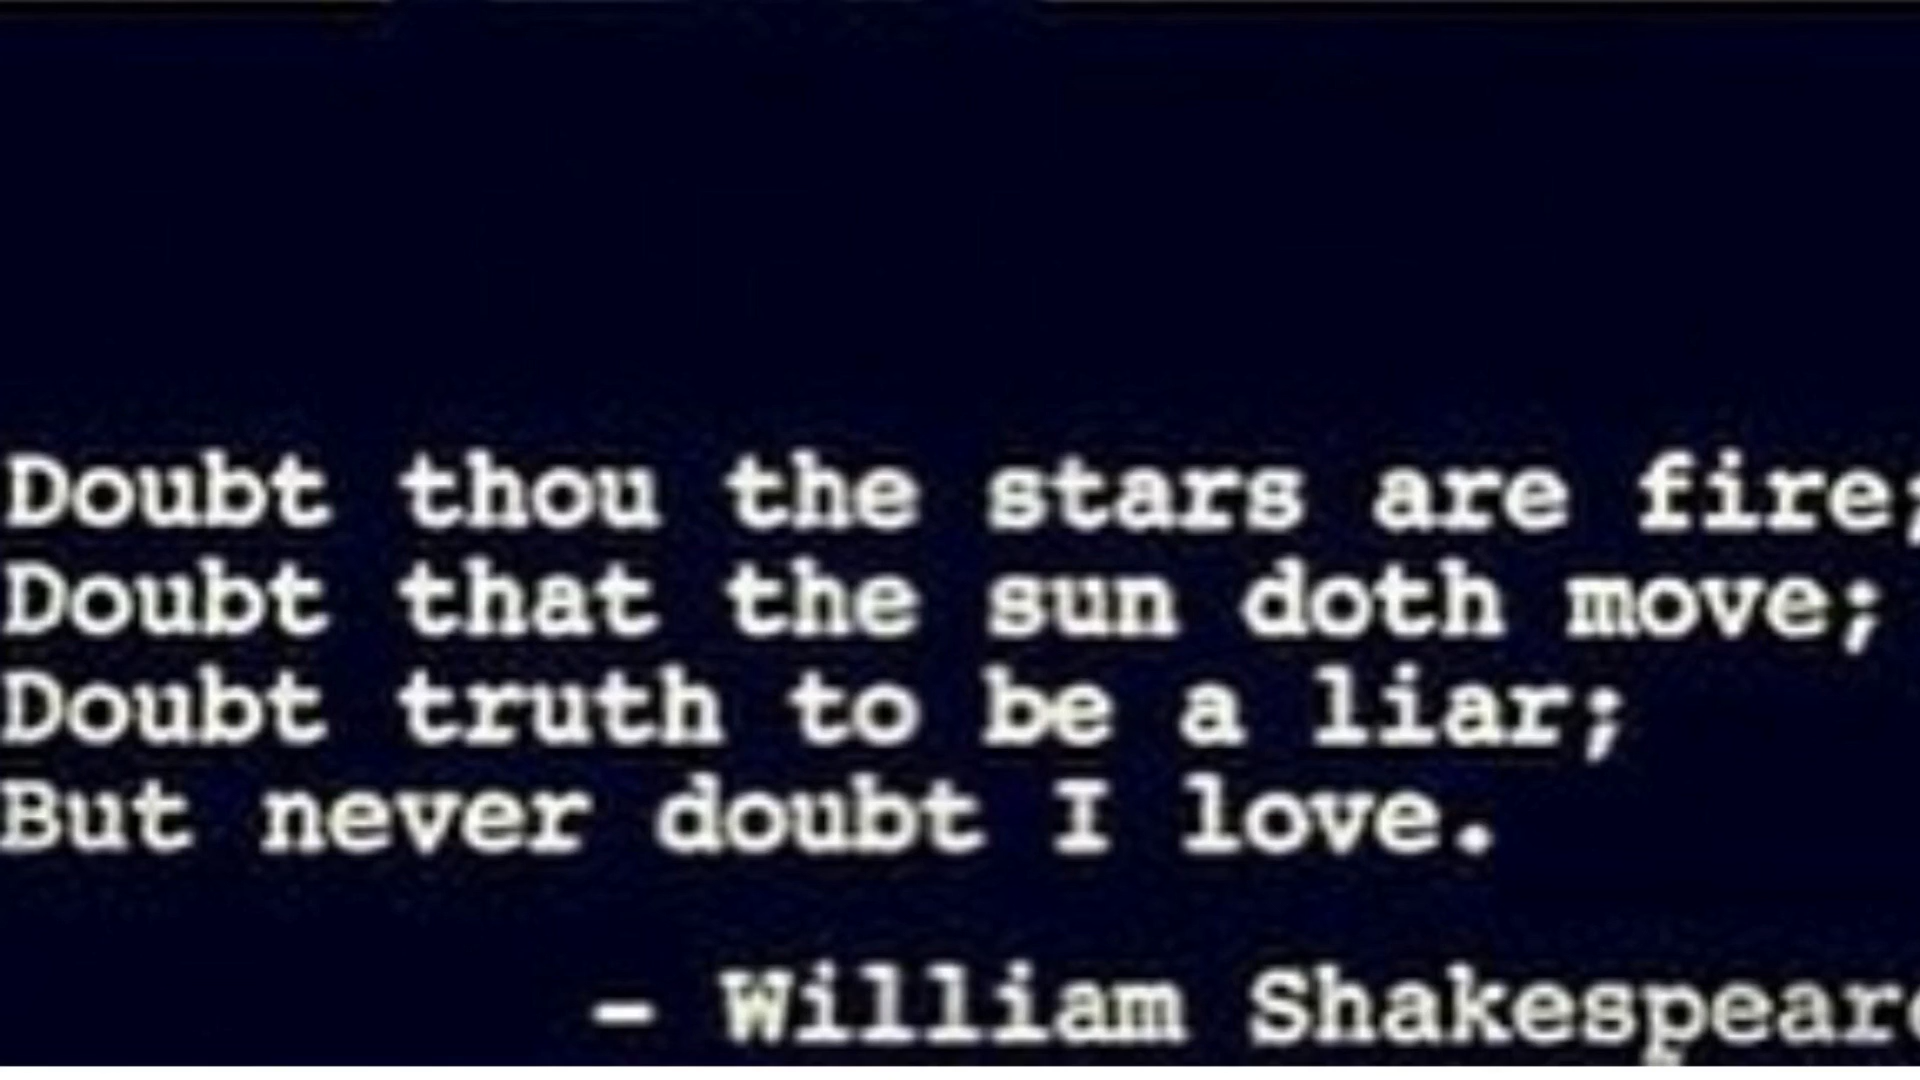 Doubt thou the stars are fire;
Doubt that the sun doth move;
Doubt truth to be a liar;
But never doubt I love.
- William Shakespeare